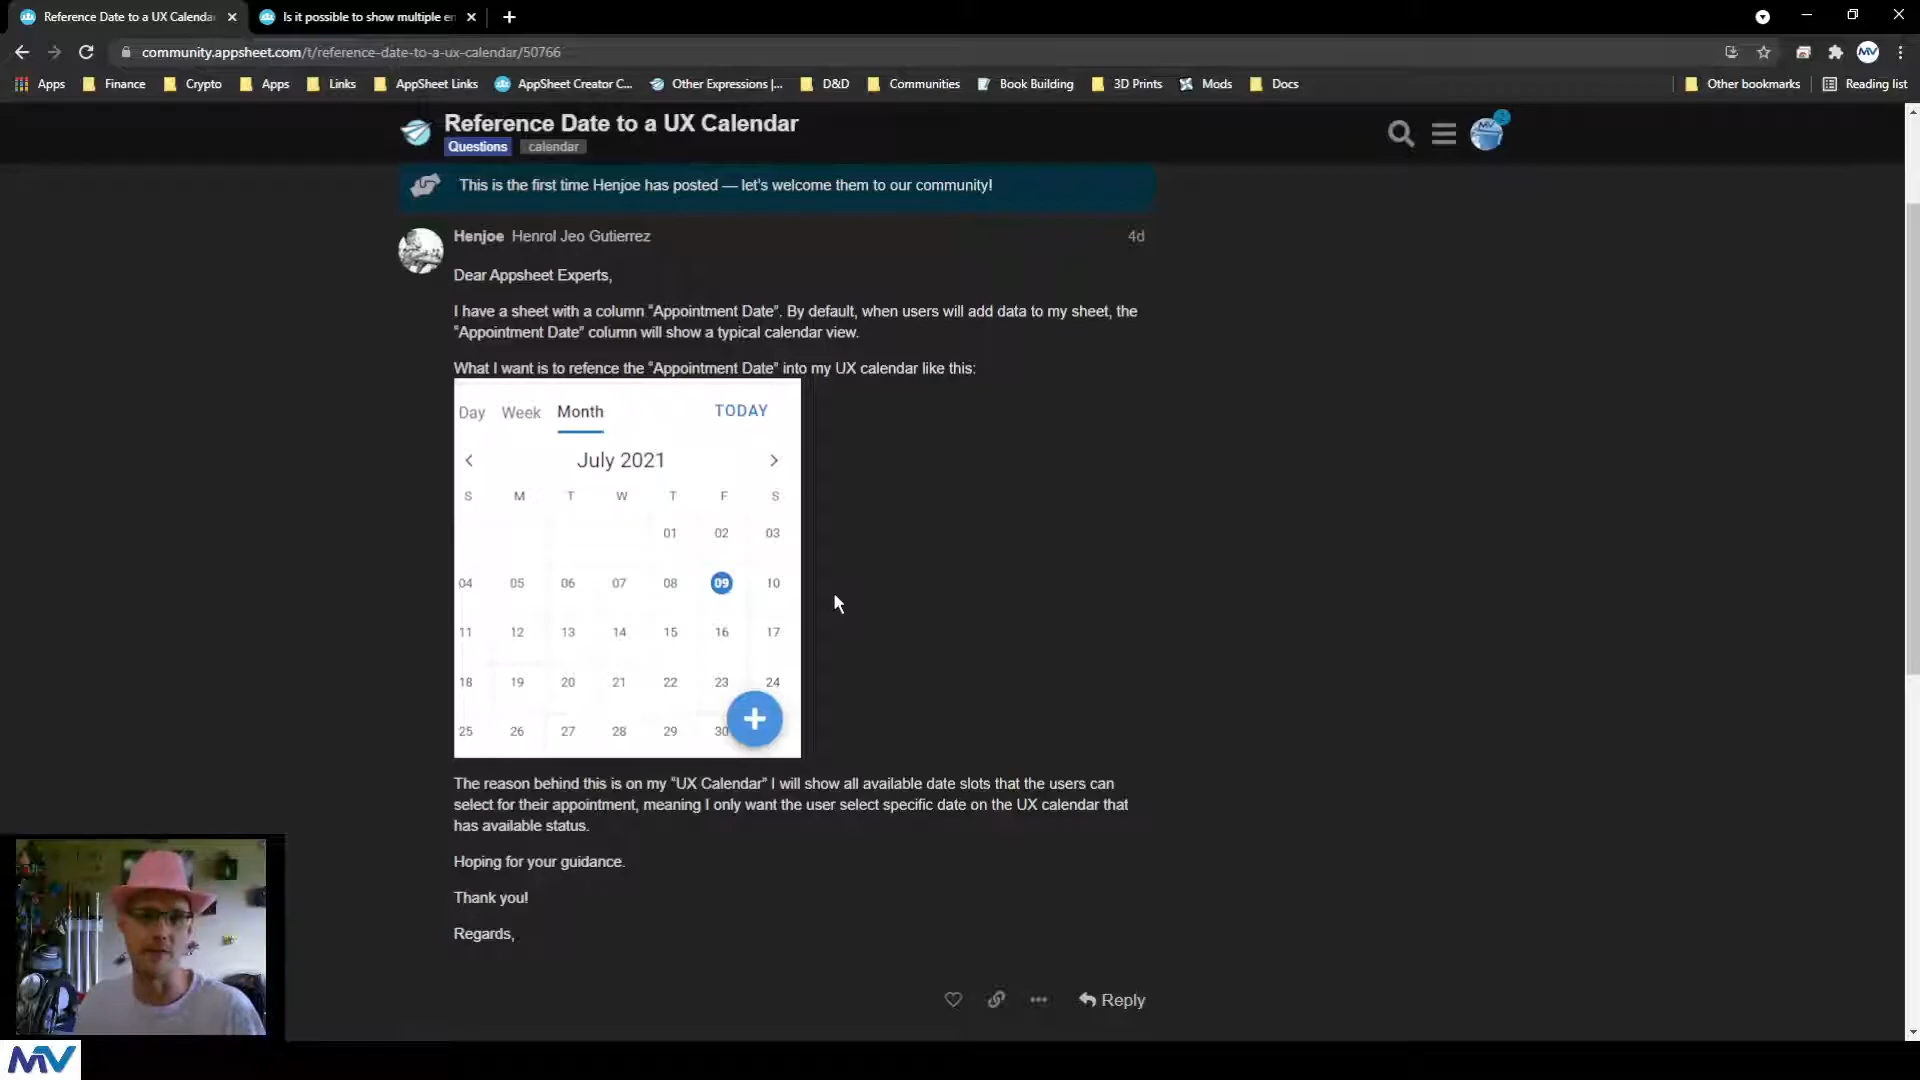 Reference Date to a UX Calenda
Is it possible to show multiple en
community.appsheet.com/t/reference-date-to-a-ux-calendar/50766
MV
Apps
Finance
Crypto
Apps
Links
AppSheet Links
AppSheet Creator C...
Other Expressions |...
D&D
Communities
Book Building
3D Prints
Mods
Docs
Other bookmarks
Reading list
Reference Date to a UX Calendar
Questions calendar
This is the first time Henjoe has posted — let's welcome them to our community!
Henjoe Henrol Jeo Gutierrez 4d
Dear Appsheet Experts,
I have a sheet with a column "Appointment Date". By default, when users will add data to my sheet, the
"Appointment Date" column will show a typical calendar view.
What I want is to refence the "Appointment Date" into my UX calendar like this:
Day Week Month TODAY
July 2021
S M T W T F S
01 02 03
04 05 06 07 08 09 10
11 12 13 14 15 16 17
18 19 20 21 22 23 24
25 26 27 28 29 30
The reason behind this is on my "UX Calendar" I will show all available date slots that the users can
select for their appointment, meaning I only want the user select specific date on the UX calendar that
has available status.
Hoping for your guidance.
Thank you!
Regards,
Reply
MV